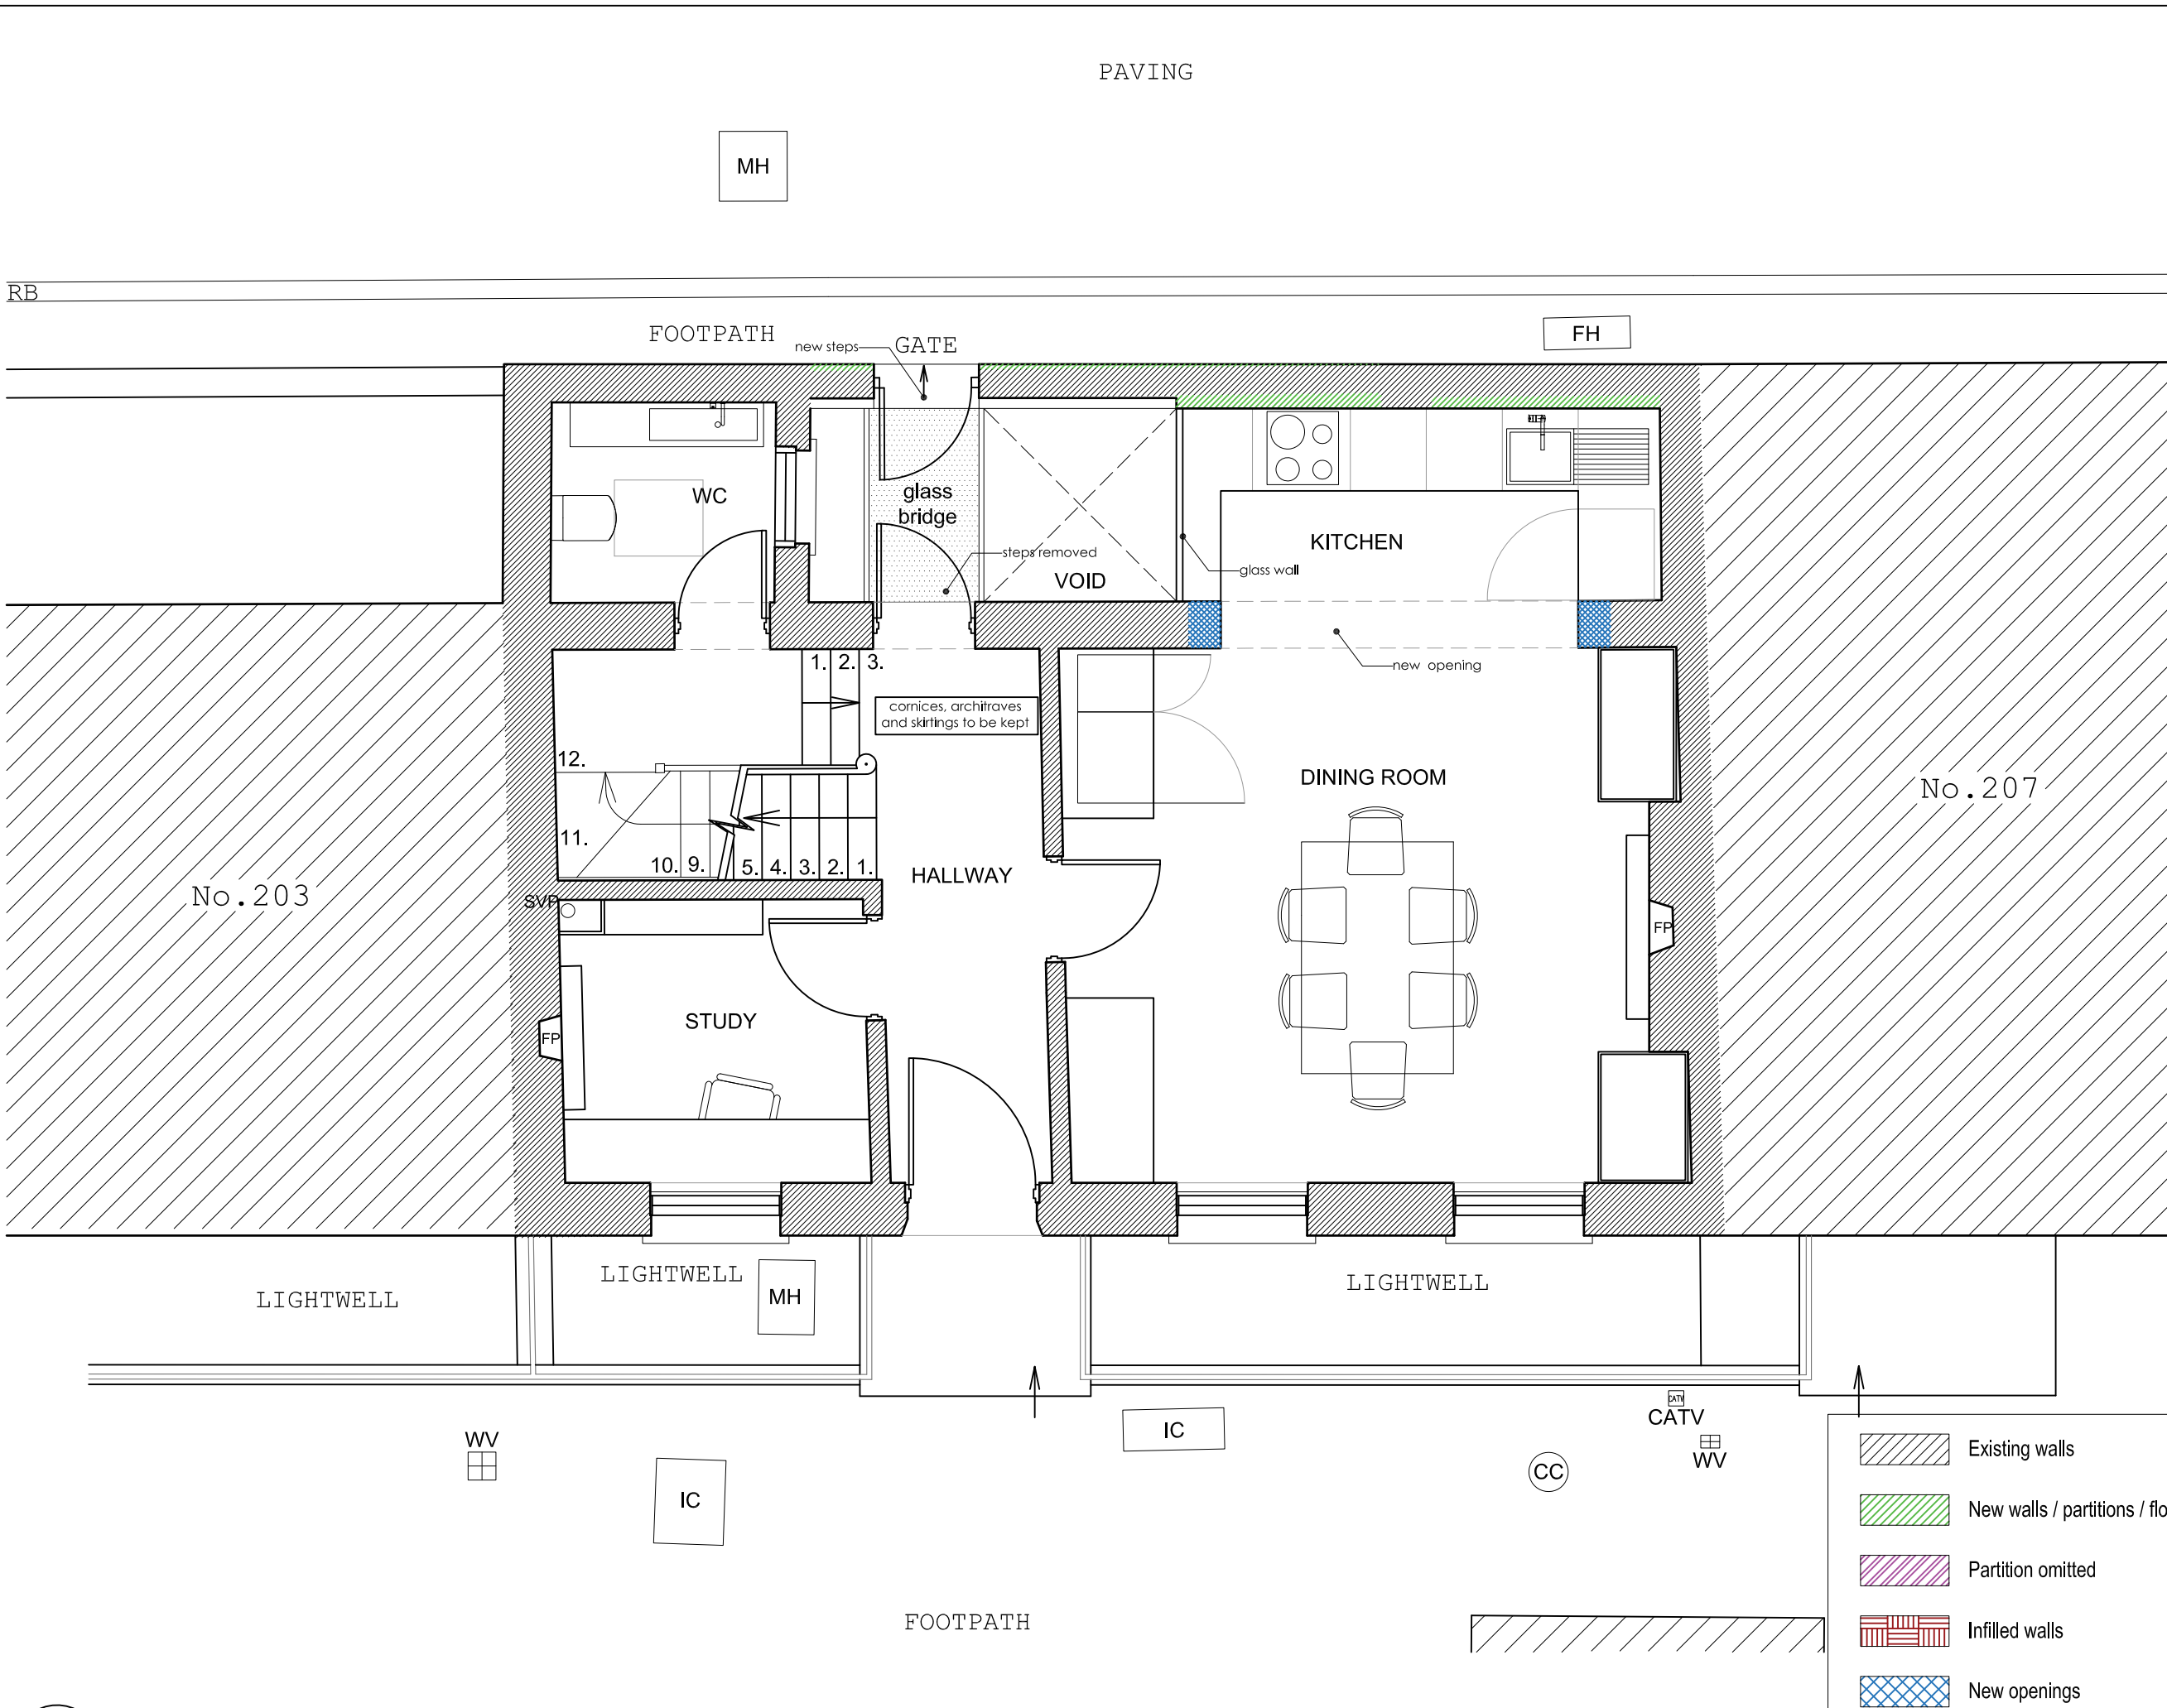 PAVING
MH
RB
FOOTPATH
new steps
GATE
FH
WC
glass
bridge
steps removed
VOID
glass wall
KITCHEN
new opening
1. 2. 3.
cornices, architraves
and skirtings to be kept
12.
DINING ROOM
No.207
11.
10. 9. 5. 4. 3. 2. 1.
HALLWAY
No.203
SVP
FP
STUDY
FP
LIGHTWELL
LIGHTWELL
MH
LIGHTWELL
CATV
CATV
IC
WV
WV
CC
IC
FOOTPATH
Existing walls
New walls / partitions / flo
Partition omitted
Infilled walls
New openings